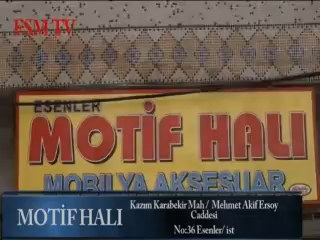 ESM TV
ESENLER
MOTİF HALI
MOBİLYA AKSESUAR
MOTİF HALI
Kazım Karabekir Mah / Mehmet Akif Ersoy
Caddesi
No:36 Esenler/ ist